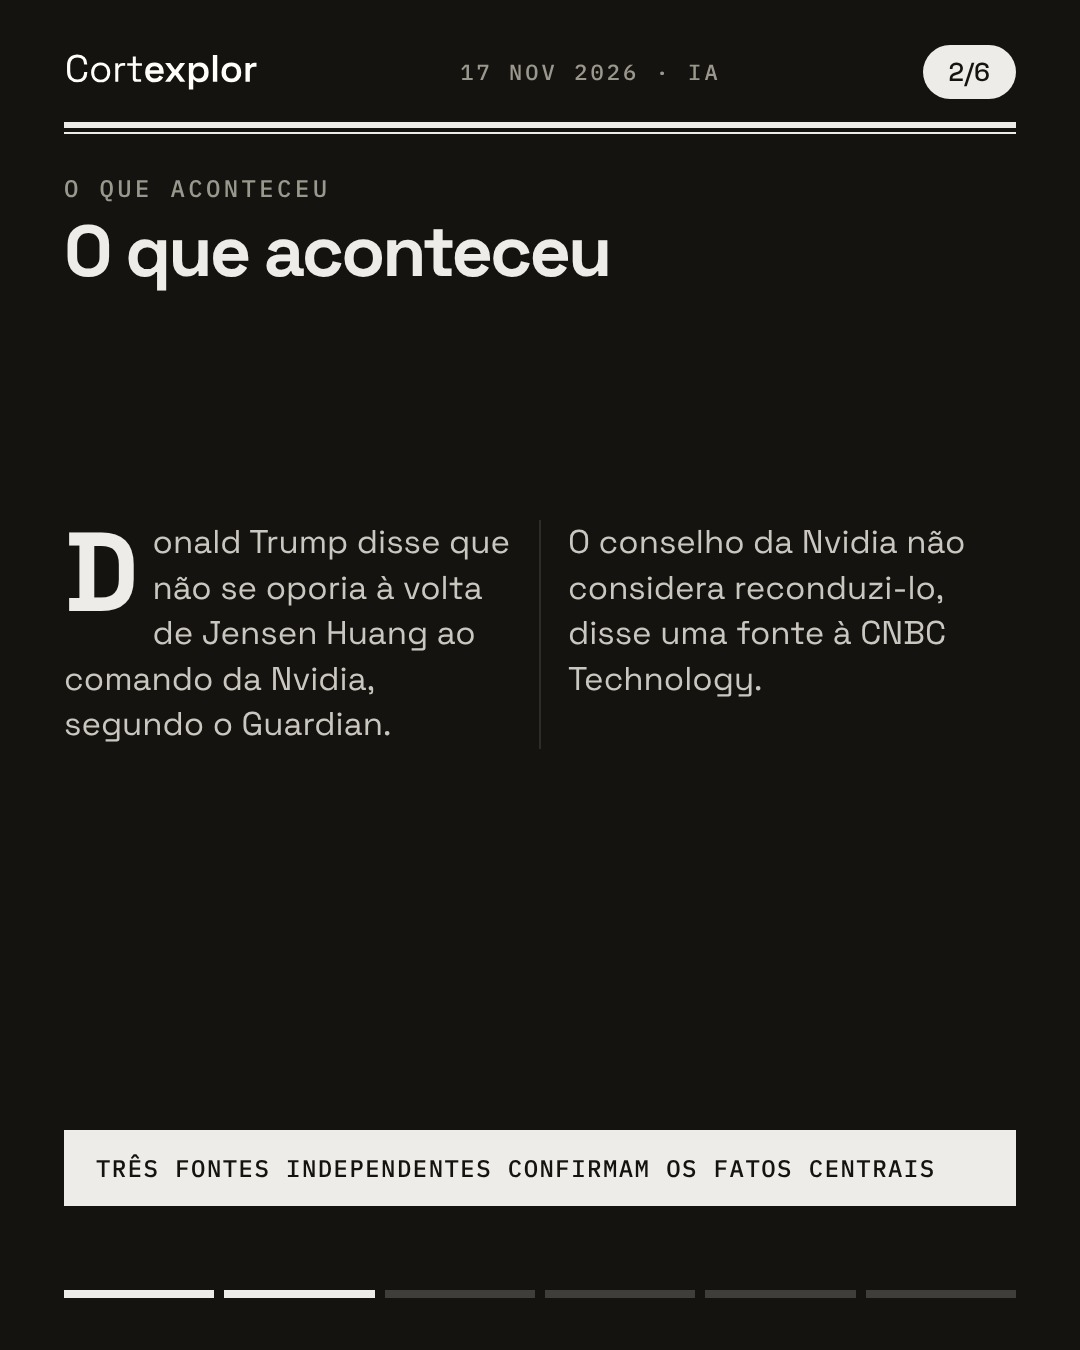 Cortexplor
17 NOV 2026 · IA
2/6
O QUE ACONTECEU
O que aconteceu
Donald Trump disse que
não se oporia à volta
de Jensen Huang ao
comando da Nvidia,
segundo o Guardian.
O conselho da Nvidia não
considera reconduzi-lo,
disse uma fonte à CNBC
Technology.
TRÊS FONTES INDEPENDENTES CONFIRMAM OS FATOS CENTRAIS